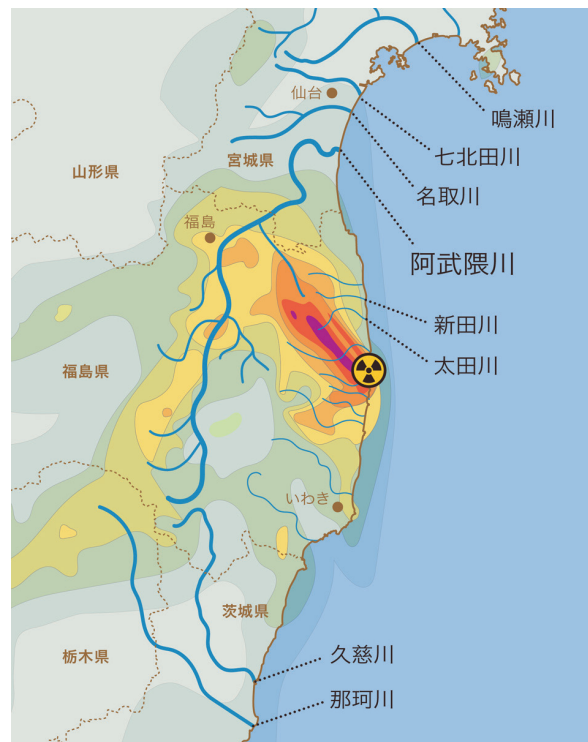 仙台
鳴瀬川
七北田川
宮城県
山形県
名取川
福島
阿武隈川
新田川
太田川
福島県
いわき
茨城県
栃木県
久慈川
那珂川